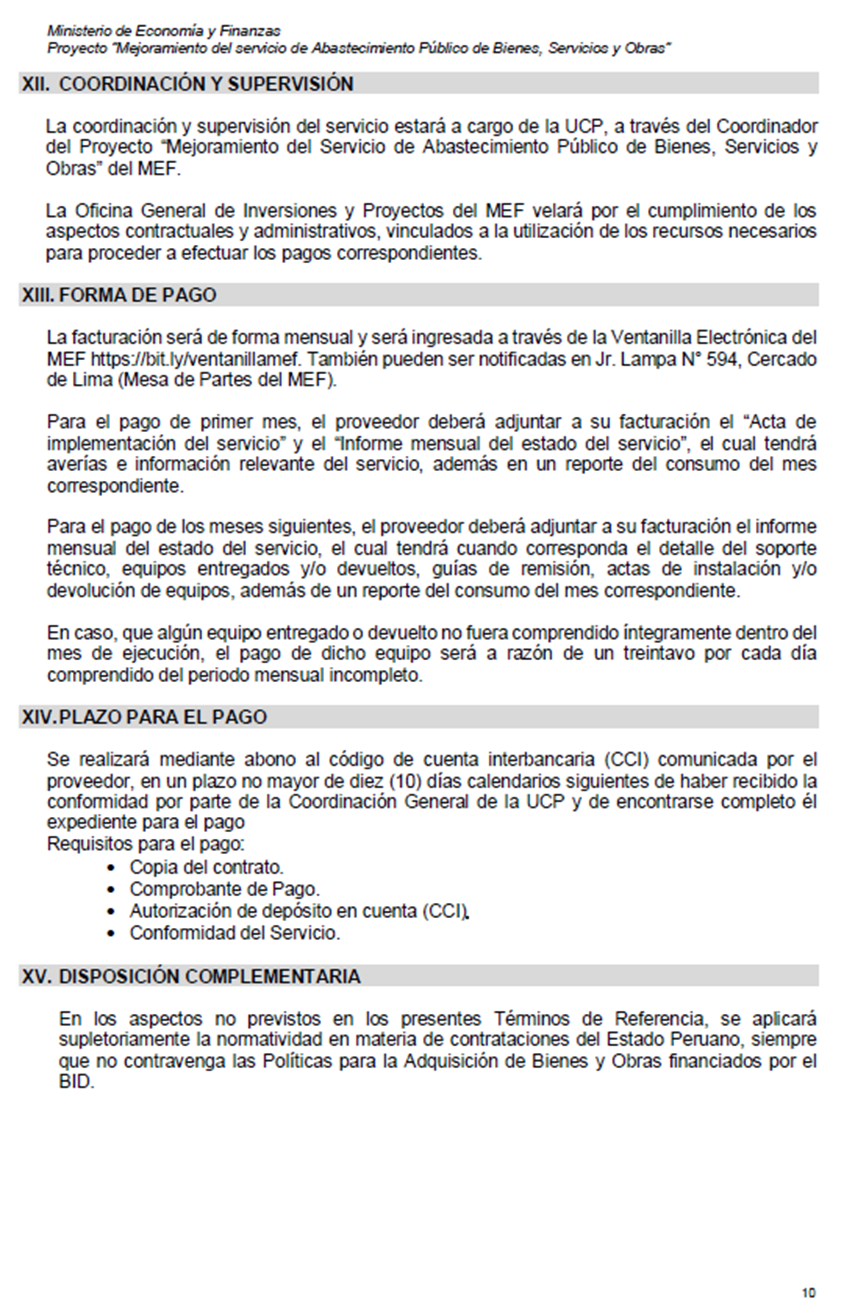 Ministerio de Economía y Finanzas
Proyecto "Mejoramiento del servicio de Abastecimiento Público de Bienes, Servicios y Obras"
XII. COORDINACIÓN Y SUPERVISIÓN
La coordinación y supervisión del servicio estará a cargo de la UCP, a través del Coordinador
del Proyecto "Mejoramiento del Servicio de Abastecimiento Público de Bienes, Servicios y
Obras" del MEF.
La Oficina General de Inversiones y Proyectos del MEF velará por el cumplimiento de los
aspectos contractuales y administrativos, vinculados a la utilización de los recursos necesarios
para proceder a efectuar los pagos correspondientes.
XIII. FORMA DE PAGO
La facturación será de forma mensual y será ingresada a través de la Ventanilla Electrónica del
MEF https://bit.ly/ventanillamef. También pueden ser notificadas en Jr. Lampa N° 594, Cercado
de Lima (Mesa de Partes del MEF).
Para el pago de primer mes, el proveedor deberá adjuntar a su facturación el "Acta de
implementación del servicio" y el "Informe mensual del estado del servicio", el cual tendrá
averías e información relevante del servicio, además en un reporte del consumo del mes
correspondiente.
Para el pago de los meses siguientes, el proveedor deberá adjuntar a su facturación el informe
mensual del estado del servicio, el cual tendrá cuando corresponda el detalle del soporte
técnico, equipos entregados y/o devueltos, guías de remisión, actas de instalación y/o
devolución de equipos, además de un reporte del consumo del mes correspondiente.
En caso, que algún equipo entregado o devuelto no fuera comprendido íntegramente dentro del
mes de ejecución, el pago de dicho equipo será a razón de un treintavo por cada día
comprendido del periodo mensual incompleto.
XIV. PLAZO PARA EL PAGO
Se realizará mediante abono al código de cuenta interbancaria (CCI) comunicada por el
proveedor, en un plazo no mayor de diez (10) días calendarios siguientes de haber recibido la
conformidad por parte de la Coordinación General de la UCP y de encontrarse completo él
expediente para el pago
Requisitos para el pago:
• Copia del contrato.
• Comprobante de Pago.
• Autorización de depósito en cuenta (CCI).
• Conformidad del Servicio.
XV. DISPOSICIÓN COMPLEMENTARIA
En los aspectos no previstos en los presentes Términos de Referencia, se aplicará
supletoriamente la normatividad en materia de contrataciones del Estado Peruano, siempre
que no contravenga las Políticas para la Adquisición de Bienes y Obras financiados por el
BID.
10